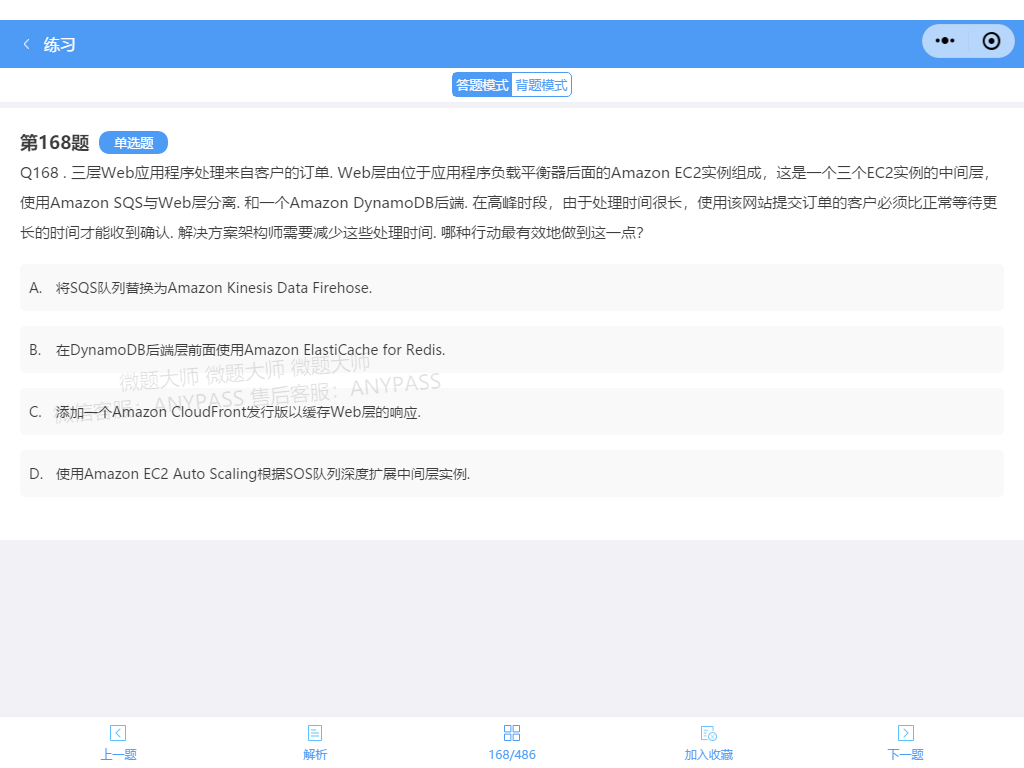 练习
答题模式 背题模式
第168题 单选题
Q168 . 三层Web应用程序处理来自客户的订单. Web层由位于应用程序负载平衡器后面的Amazon EC2实例组成，这是一个三个EC2实例的中间层，
使用Amazon SQS与Web层分离. 和一个Amazon DynamoDB后端. 在高峰时段，由于处理时间很长，使用该网站提交订单的客户必须比正常等待更
长的时间才能收到确认. 解决方案架构师需要减少这些处理时间. 哪种行动最有效地做到这一点？
A. 将SQS队列替换为Amazon Kinesis Data Firehose.
B. 在DynamoDB后端层前面使用Amazon ElastiCache for Redis.
微题大师 微题大师 微题大师
微信客服：ANYPASS 售后客服：ANYPASS
C. 添加一个Amazon CloudFront发行版以缓存Web层的响应.
D. 使用Amazon EC2 Auto Scaling根据SOS队列深度扩展中间层实例.
上一题 解析 168/486 加入收藏 下一题